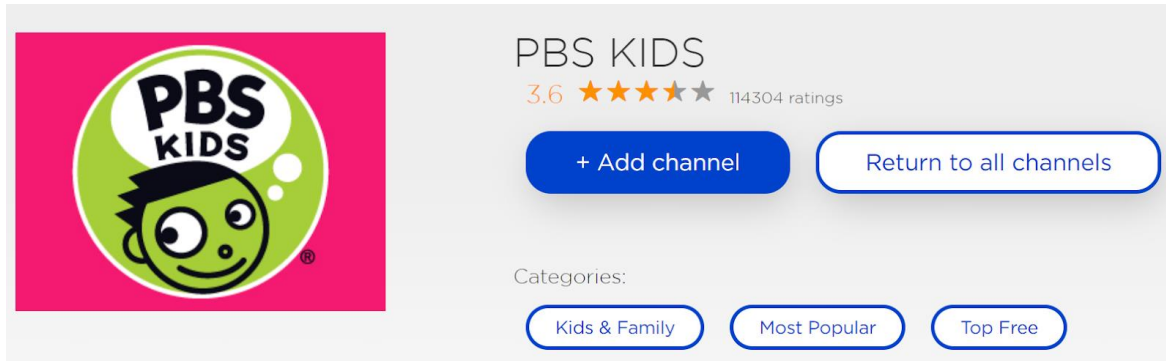 PBS
KIDS
®
PBS KIDS
3.6 114304 ratings
+ Add channel
Return to all channels
Categories:
Kids & Family
Most Popular
Top Free